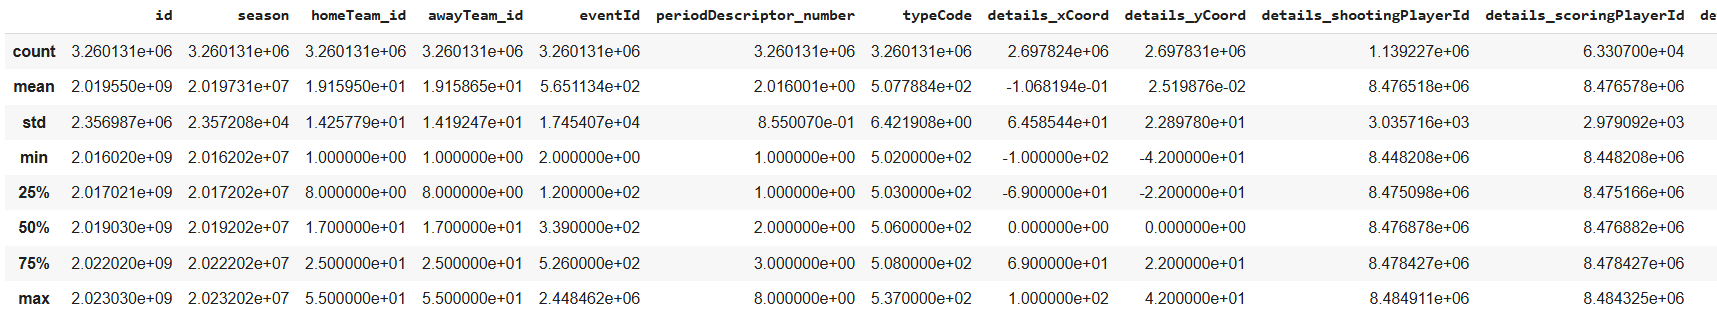 id season homeTeam_id awayTeam_id eventId periodDescriptor_number typeCode details_xCoord details_yCoord details_shootingPlayerId details_scoringPlayerId de
count 3.260131e+06 3.260131e+06 3.260131e+06 3.260131e+06 3.260131e+06 3.260131e+06 3.260131e+06 2.697824e+06 2.697831e+06 1.139227e+06 6.330700e+04
mean 2.019550e+09 2.019731e+07 1.915950e+01 1.915865e+01 5.651134e+02 2.016001e+00 5.077884e+02 -1.068194e-01 2.519876e-02 8.476518e+06 8.476578e+06
std 2.356987e+06 2.357208e+04 1.425779e+01 1.419247e+01 1.745407e+04 8.550070e-01 6.421908e+00 6.458544e+01 2.289780e+01 3.035716e+03 2.979092e+03
min 2.016020e+09 2.016202e+07 1.000000e+00 1.000000e+00 2.000000e+00 1.000000e+00 5.020000e+02 -1.000000e+02 -4.200000e+01 8.448208e+06 8.448208e+06
25% 2.017021e+09 2.017202e+07 8.000000e+00 8.000000e+00 1.200000e+02 1.000000e+00 5.030000e+02 -6.900000e+01 -2.200000e+01 8.475098e+06 8.475166e+06
50% 2.019030e+09 2.019202e+07 1.700000e+01 1.700000e+01 3.390000e+02 2.000000e+00 5.060000e+02 0.000000e+00 0.000000e+00 8.476878e+06 8.476882e+06
75% 2.022020e+09 2.022202e+07 2.500000e+01 2.500000e+01 5.260000e+02 3.000000e+00 5.080000e+02 6.900000e+01 2.200000e+01 8.478427e+06 8.478427e+06
max 2.023030e+09 2.023202e+07 5.500000e+01 5.500000e+01 2.448462e+06 8.000000e+00 5.370000e+02 1.000000e+02 4.200000e+01 8.484911e+06 8.484325e+06